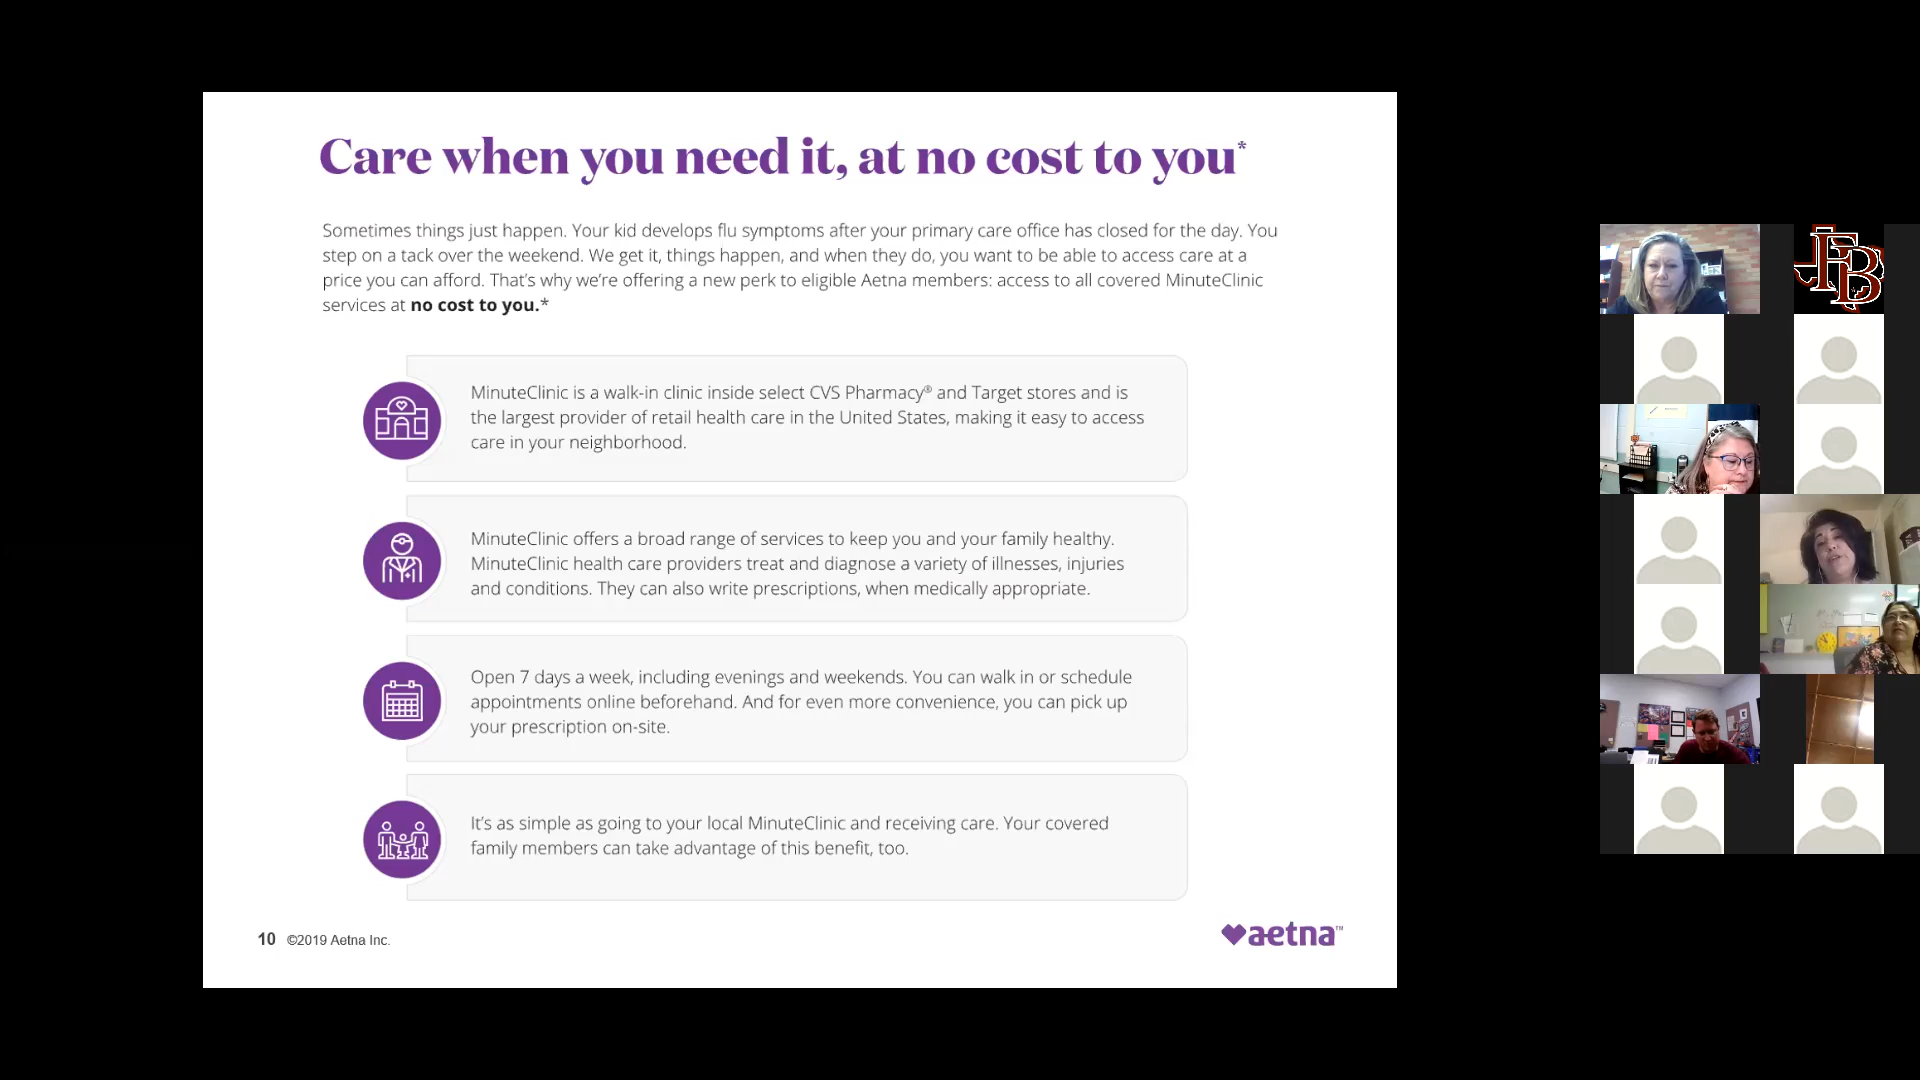 Care when you need it, at no cost to you*
Sometimes things just happen. Your kid develops flu symptoms after your primary care office has closed for the day. You
step on a tack over the weekend. We get it, things happen, and when they do, you want to be able to access care at a
price you can afford. That’s why we’re offering a new perk to eligible Aetna members: access to all covered MinuteClinic
services at no cost to you.*
MinuteClinic is a walk-in clinic inside select CVS Pharmacy® and Target stores and is
the largest provider of retail health care in the United States, making it easy to access
care in your neighborhood.
MinuteClinic offers a broad range of services to keep you and your family healthy.
MinuteClinic health care providers treat and diagnose a variety of illnesses, injuries
and conditions. They can also write prescriptions, when medically appropriate.
Open 7 days a week, including evenings and weekends. You can walk in or schedule
appointments online beforehand. And for even more convenience, you can pick up
your prescription on-site.
It’s as simple as going to your local MinuteClinic and receiving care. Your covered
family members can take advantage of this benefit, too.
10 ©2019 Aetna Inc.
aetna™
FB